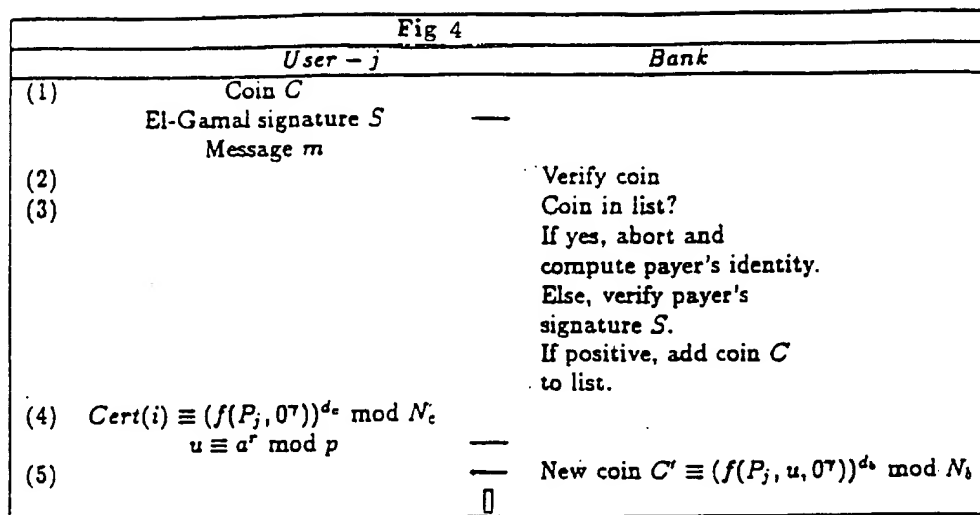 Fig 4
User – j Bank
(1) Coin C
El-Gamal signature S —
Message m
(2) Verify coin
(3) Coin in list?
If yes, abort and
compute payer's identity.
Else, verify payer's
signature S.
If positive, add coin C
to list.
(4) Cert(i) ≡ (f(P_j, 0^γ))^{d_c} mod N_c
u ≡ a^r mod p —
(5) ← New coin C' ≡ (f(P_j, u, 0^γ))^{d_b} mod N_b